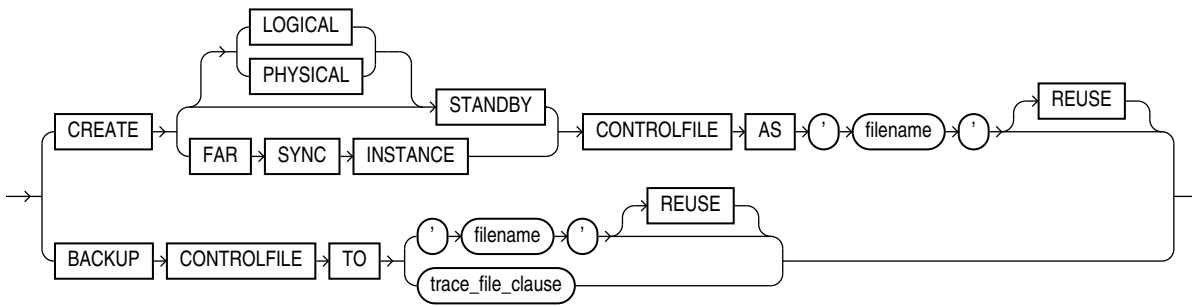 LOGICAL
PHYSICAL
STANDBY
REUSE
CREATE
CONTROLFILE AS ' filename '
FAR SYNC INSTANCE
REUSE
' filename '
BACKUP CONTROLFILE TO
trace_file_clause